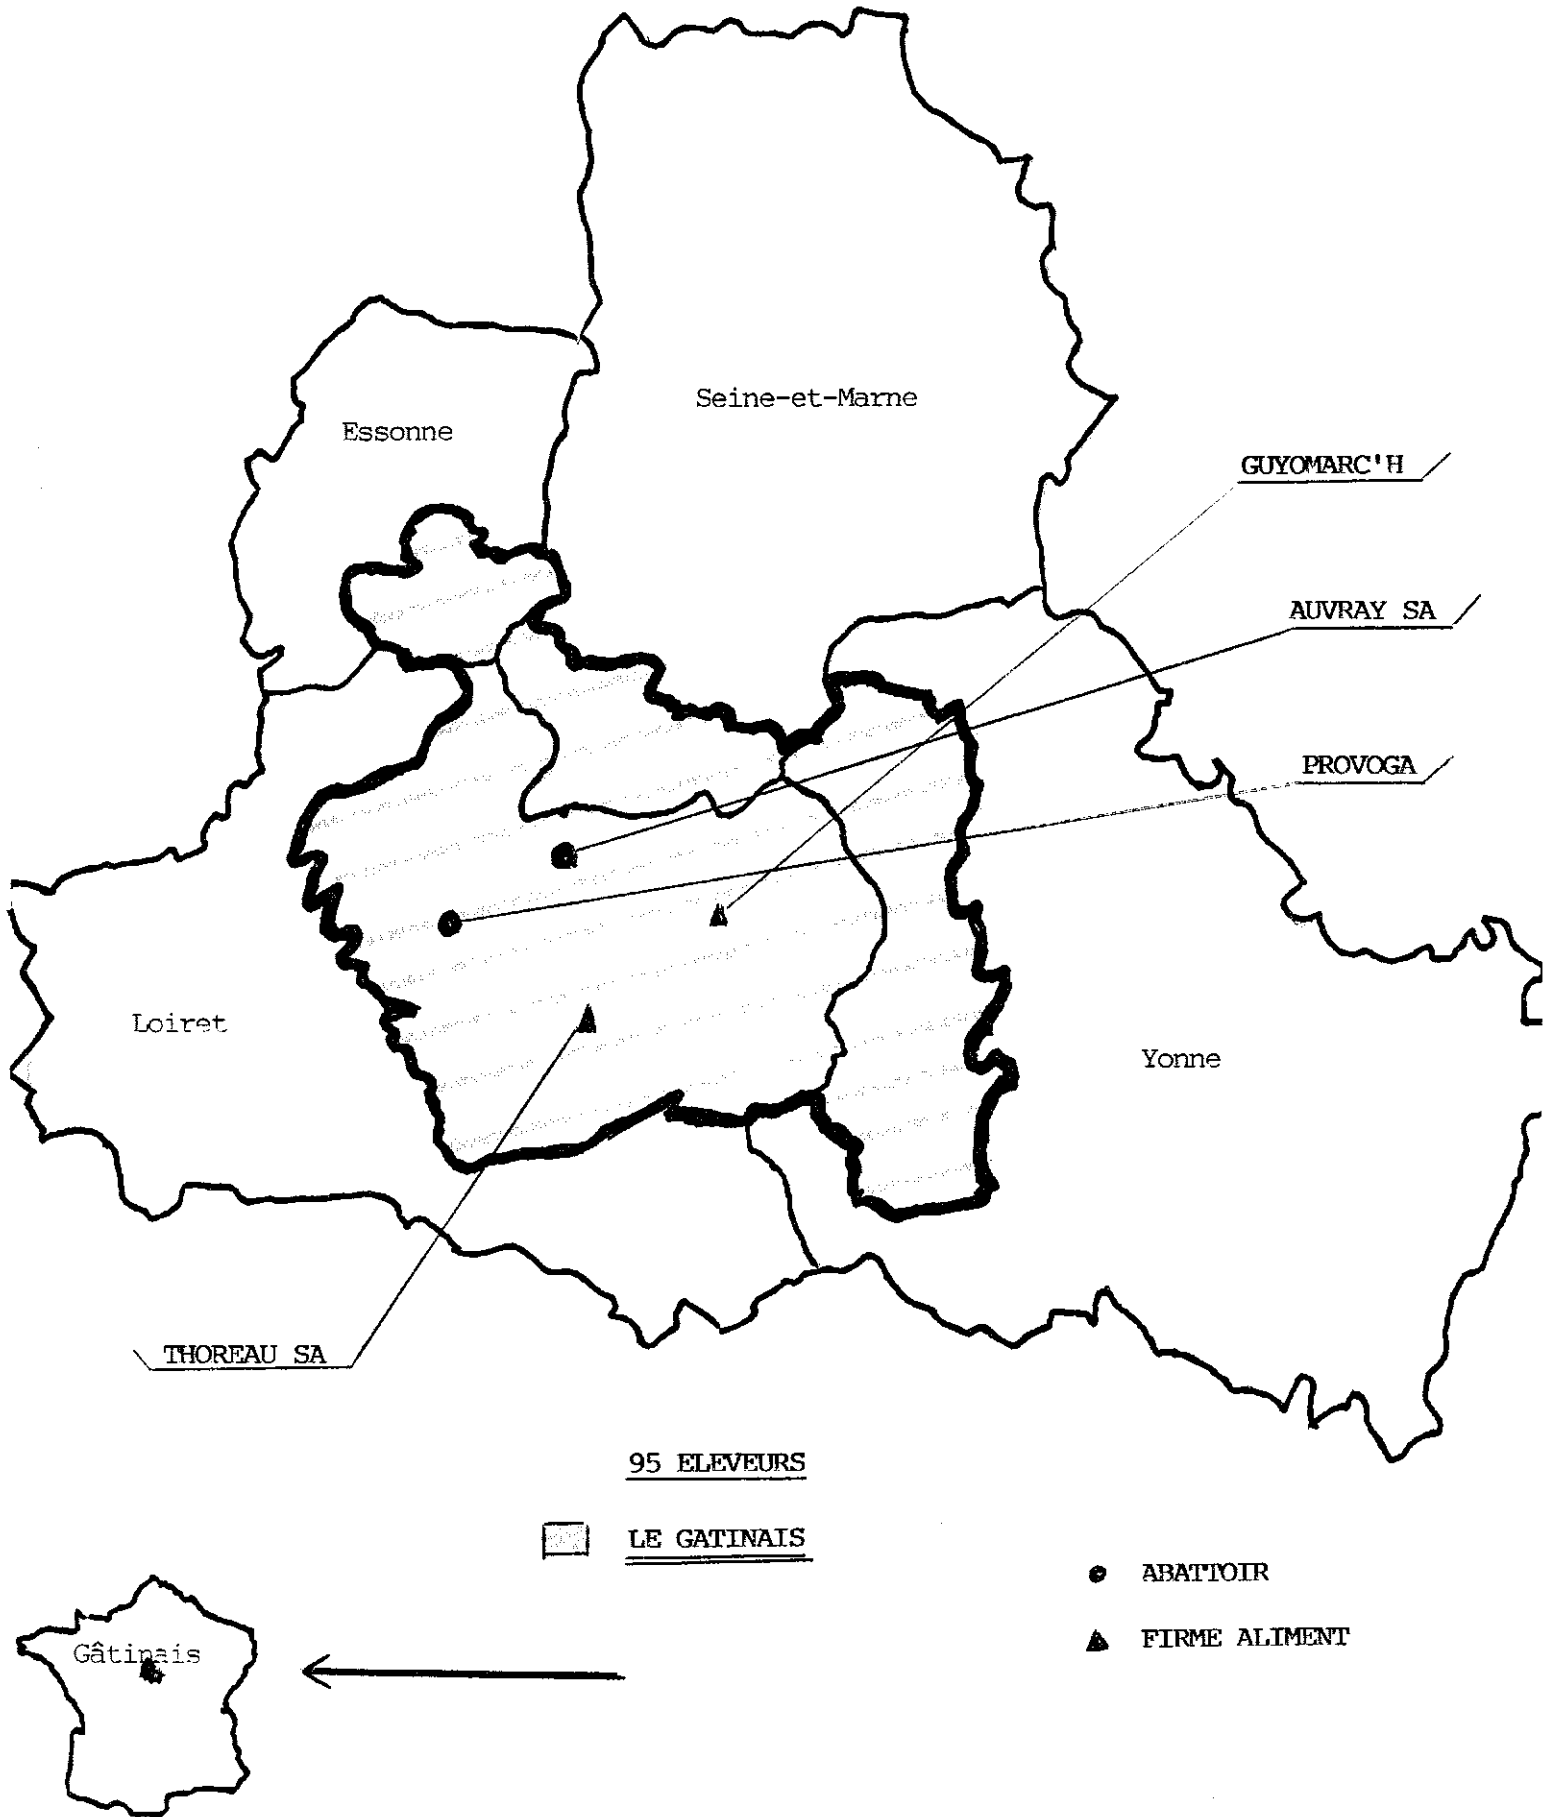 Seine-et-Marne
Essonne
GUYOMARC'H
AUVRAY SA
PROVOGA
Loiret
Yonne
THOREAU SA
95 ELEVEURS
LE GATINAIS
ABATTOIR
FIRME ALIMENT
Gâtinais